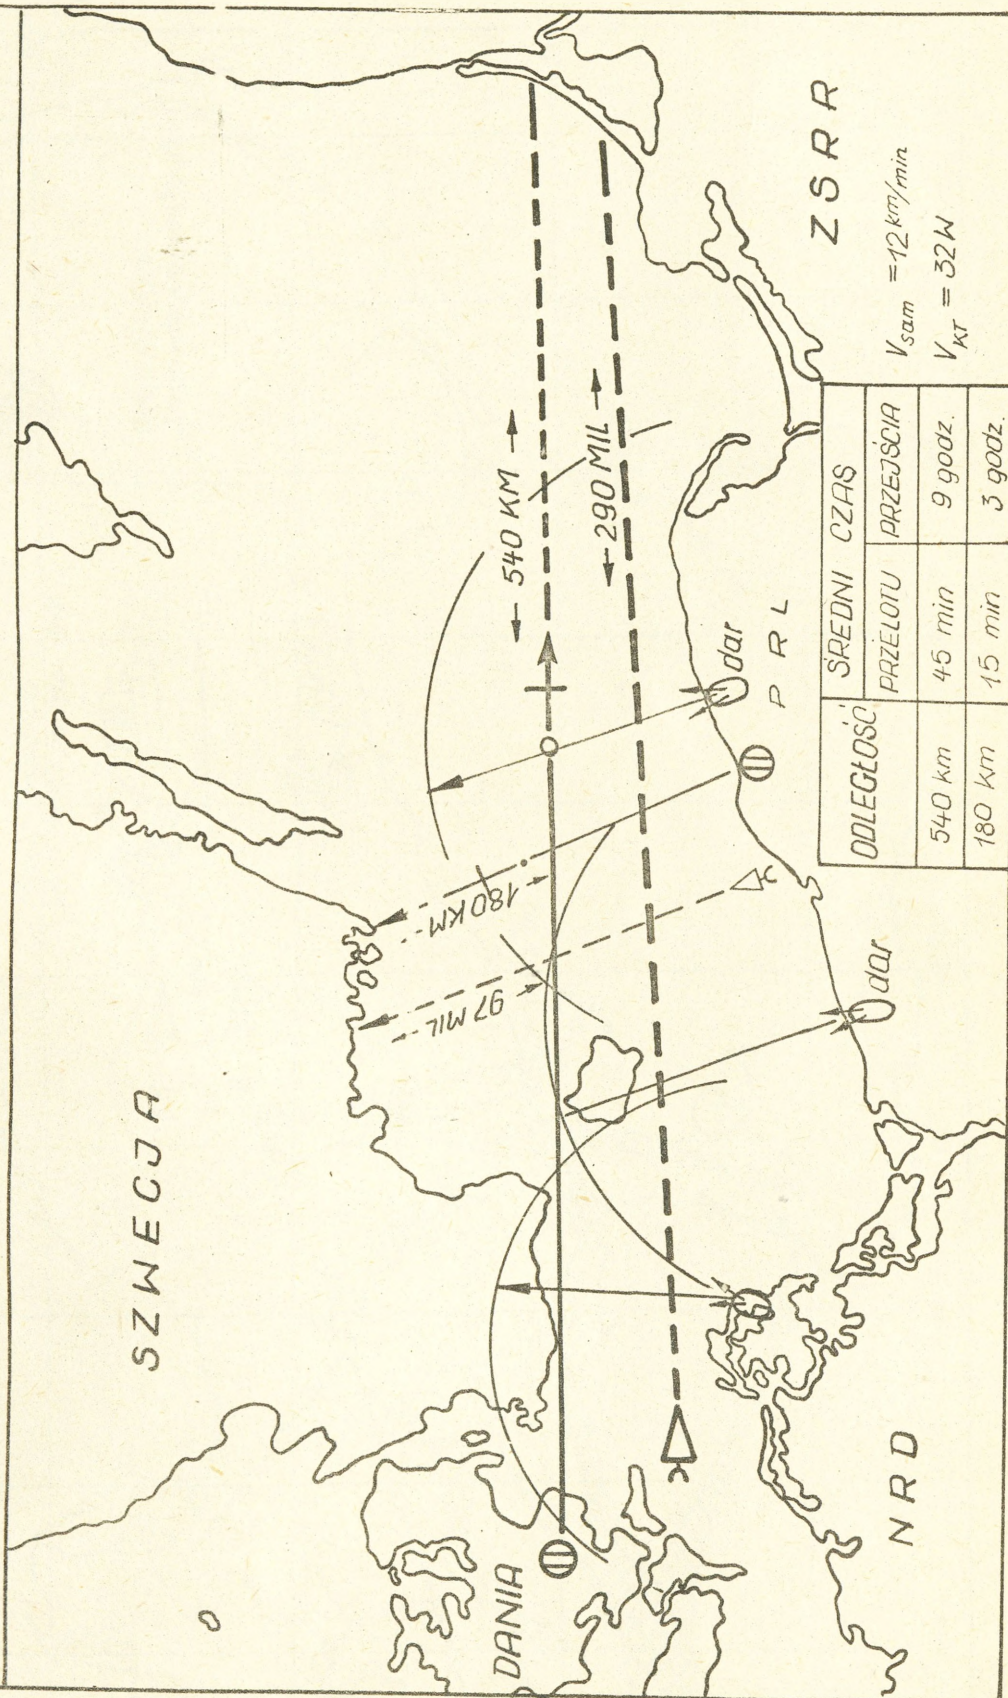 SZWECJA
DANIA
NRD
PRL
ZSRR
540 KM
290 MIL
180 KM
97 MIL
dar
dar
V sam = 12 km/min
V KT = 32 W
ODLEGŁOŚĆ ŚREDNI CZAS
PRZELOTU PRZEJŚCIA
540 km 45 min 9 godz.
180 km 15 min 3 godz.